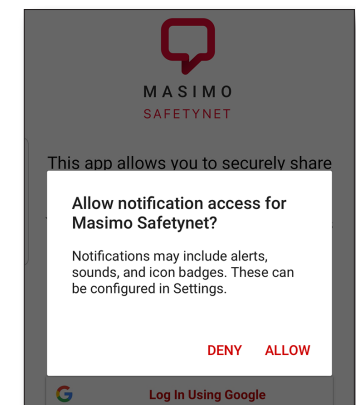 MASIMO
SAFETYNET
This app allows you to securely share
Allow notification access for
Masimo Safetynet?
Notifications may include alerts,
sounds, and icon badges. These can
be configured in Settings.
DENY ALLOW
Log In Using Google